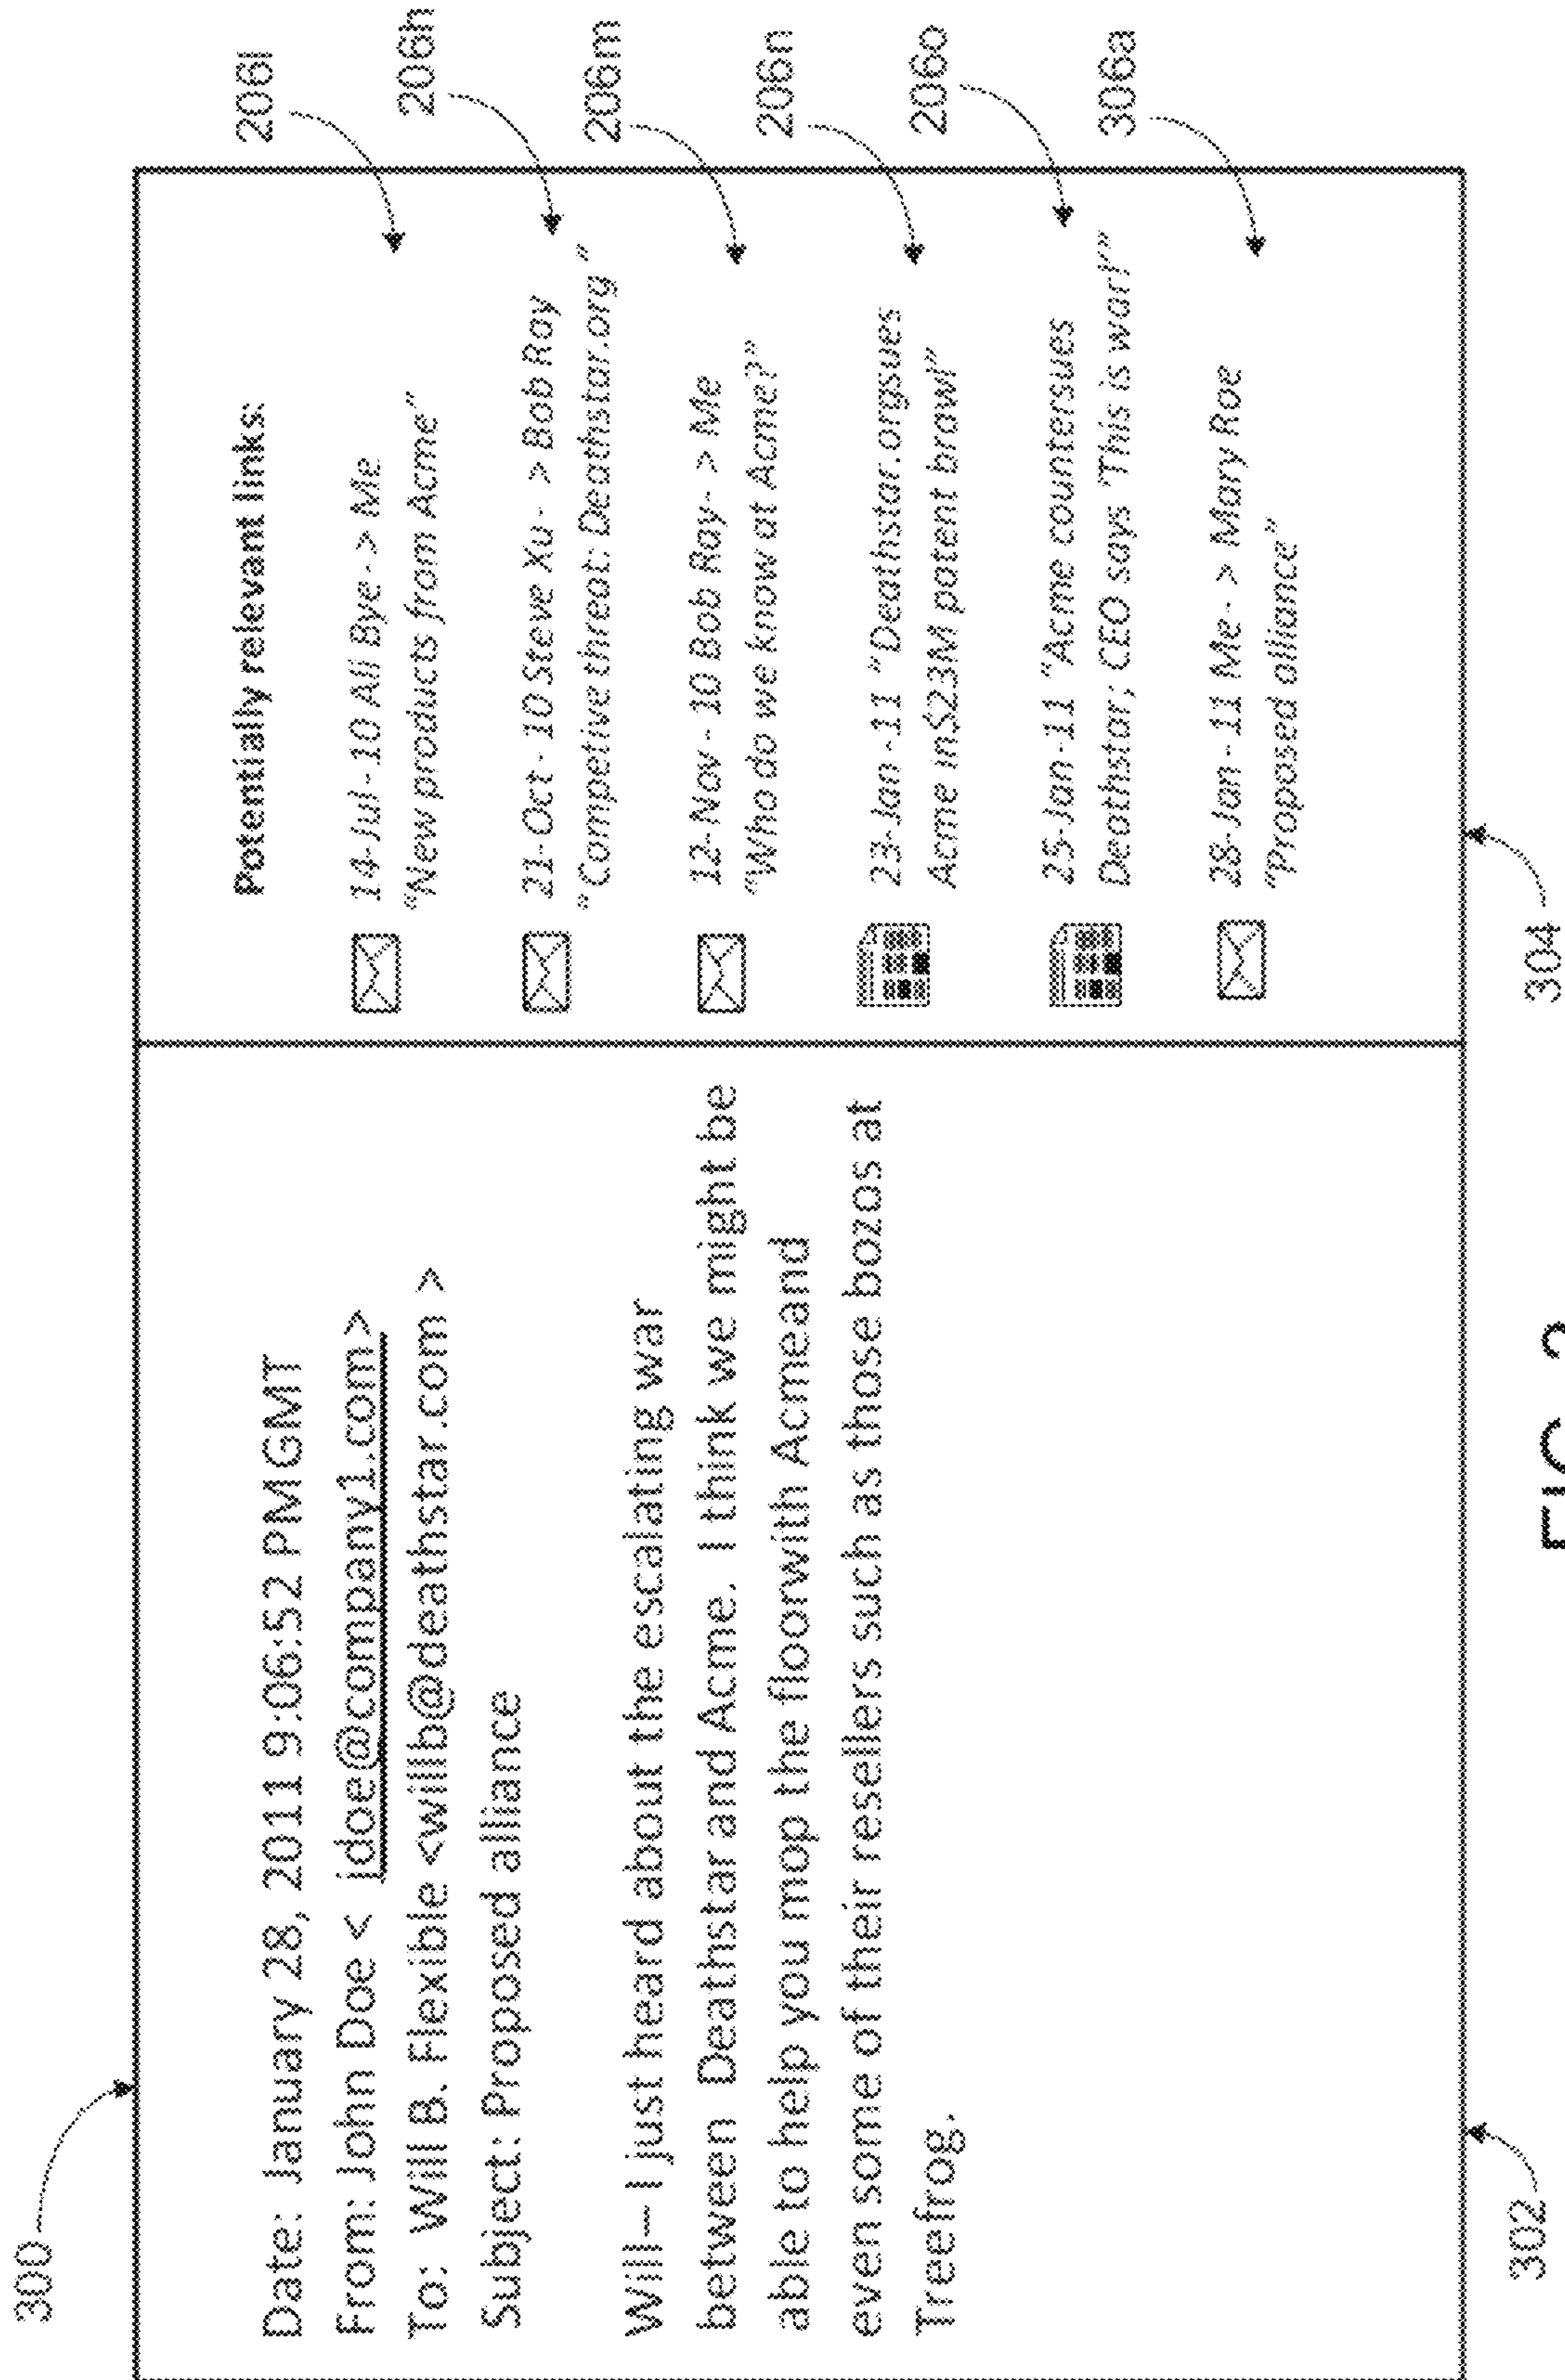 300
Date: January 28, 2011 9:06:52 PMGMT
From: John Doe < jdoe@company1.com>
To: Will B. Flexible <willb@deathstar.com >
Subject: Proposed alliance
Will-- I just heard about the escalating war
between Deathstar and Acme. I think we might be
able to help you mop the floorwith Acmeand
even some of their resellers such as those bozos at
Treefrog.
302
Potentially relevant links:
14-Jul-10 Ali Bye-> Me
"New products from Acme"
206l
21-Oct-10 Steve Xu-> Bob Ray
"Competive threat: Deathstar.org"
206h
12-Nov-10 Bob Ray-> Me
"Who do we know at Acme?"
206m
23-Jan-11 "Deathstar.orgsues
Acme in$23M patent brawl"
206n
25-Jan-11 "Acme countersues
Deathstar; CEO says 'This is war!'"
206o
28-Jan-11 Me-> Mary Roe
"Proposed alliance"
306a
304